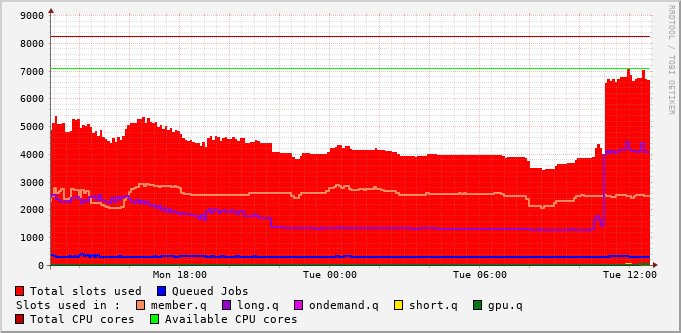 RRDTOOL / TOBI OETIKER
9000
8000
7000
6000
5000
4000
3000
2000
1000
0
Mon 18:00 Tue 00:00 Tue 06:00 Tue 12:00
Total slots used Queued Jobs
Slots used in : member.q long.q ondemand.q short.q gpu.q
Total CPU cores Available CPU cores